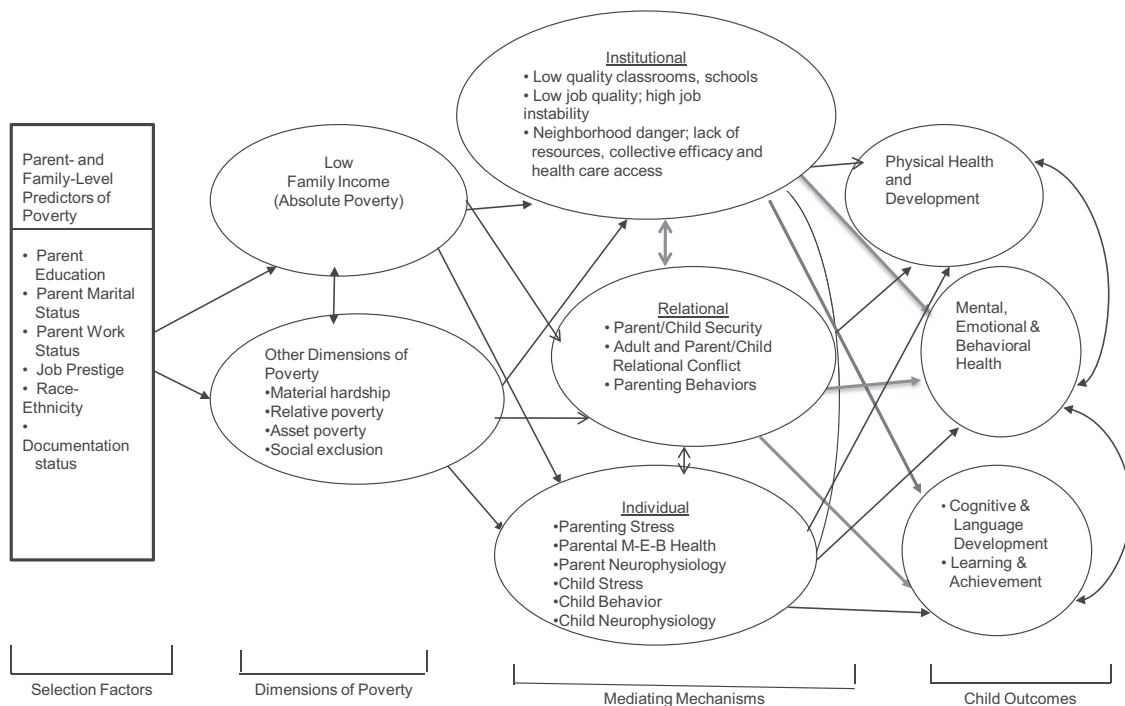 Parent- and
Family-Level
Predictors of
Poverty
• Parent
Education
• Parent Marital
Status
• Parent Work
Status
• Job Prestige
• Race-
Ethnicity
•
Documentation
status
Low
Family Income
(Absolute Poverty)
Other Dimensions of
Poverty
•Material hardship
•Relative poverty
•Asset poverty
•Social exclusion
Institutional
• Low quality classrooms, schools
• Low job quality; high job
instability
• Neighborhood danger; lack of
resources, collective efficacy and
health care access
Relational
• Parent/Child Security
• Adult and Parent/Child
Relational Conflict
• Parenting Behaviors
Individual
•Parenting Stress
•Parental M-E-B Health
•Parent Neurophysiology
•Child Stress
•Child Behavior
•Child Neurophysiology
Physical Health
and
Development
Mental,
Emotional &
Behavioral
Health
• Cognitive &
Language
Development
• Learning &
Achievement
Selection Factors
Dimensions of Poverty
Mediating Mechanisms
Child Outcomes